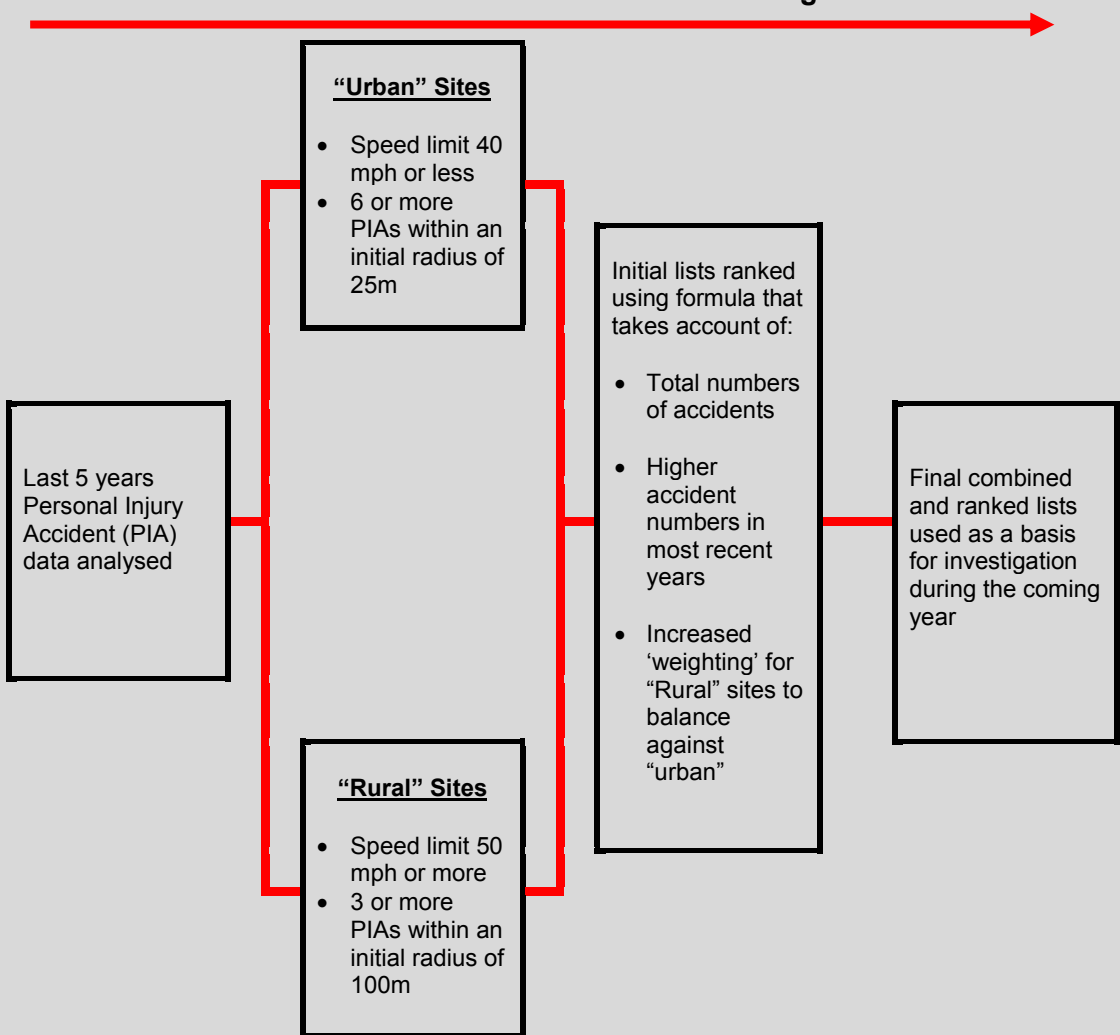 “Urban” Sites
• Speed limit 40
mph or less
• 6 or more
PIAs within an
initial radius of
25m
Last 5 years
Personal Injury
Accident (PIA)
data analysed
“Rural” Sites
• Speed limit 50
mph or more
• 3 or more
PIAs within an
initial radius of
100m
Initial lists ranked
using formula that
takes account of:
• Total numbers
of accidents
• Higher
accident
numbers in
most recent
years
• Increased
‘weighting’ for
“Rural” sites to
balance
against
“urban”
Final combined
and ranked lists
used as a basis
for investigation
during the coming
year